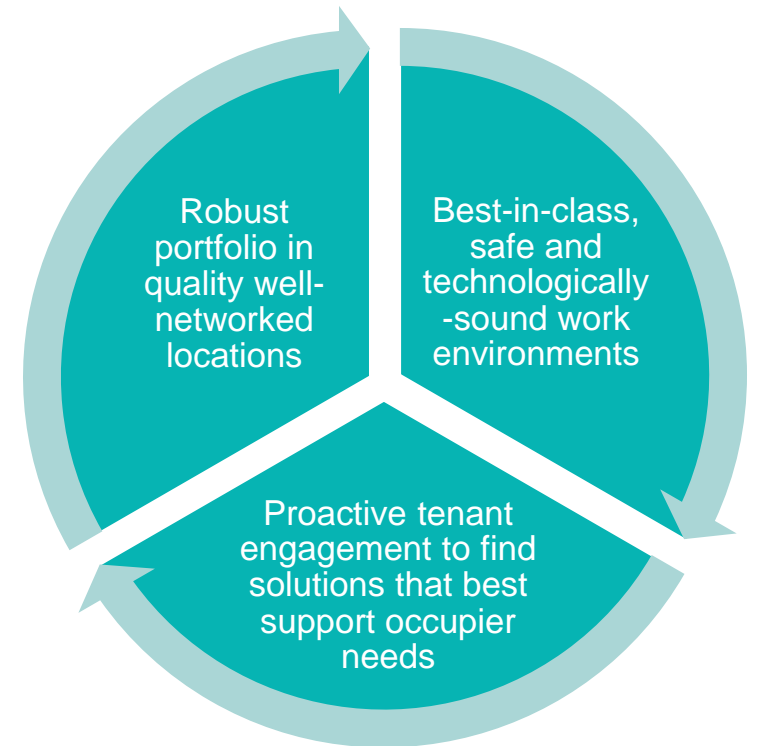 Robust
portfolio in
quality well-
networked
locations
Best-in-class,
safe and
technologically
-sound work
environments
Proactive tenant
engagement to find
solutions that best
support occupier
needs